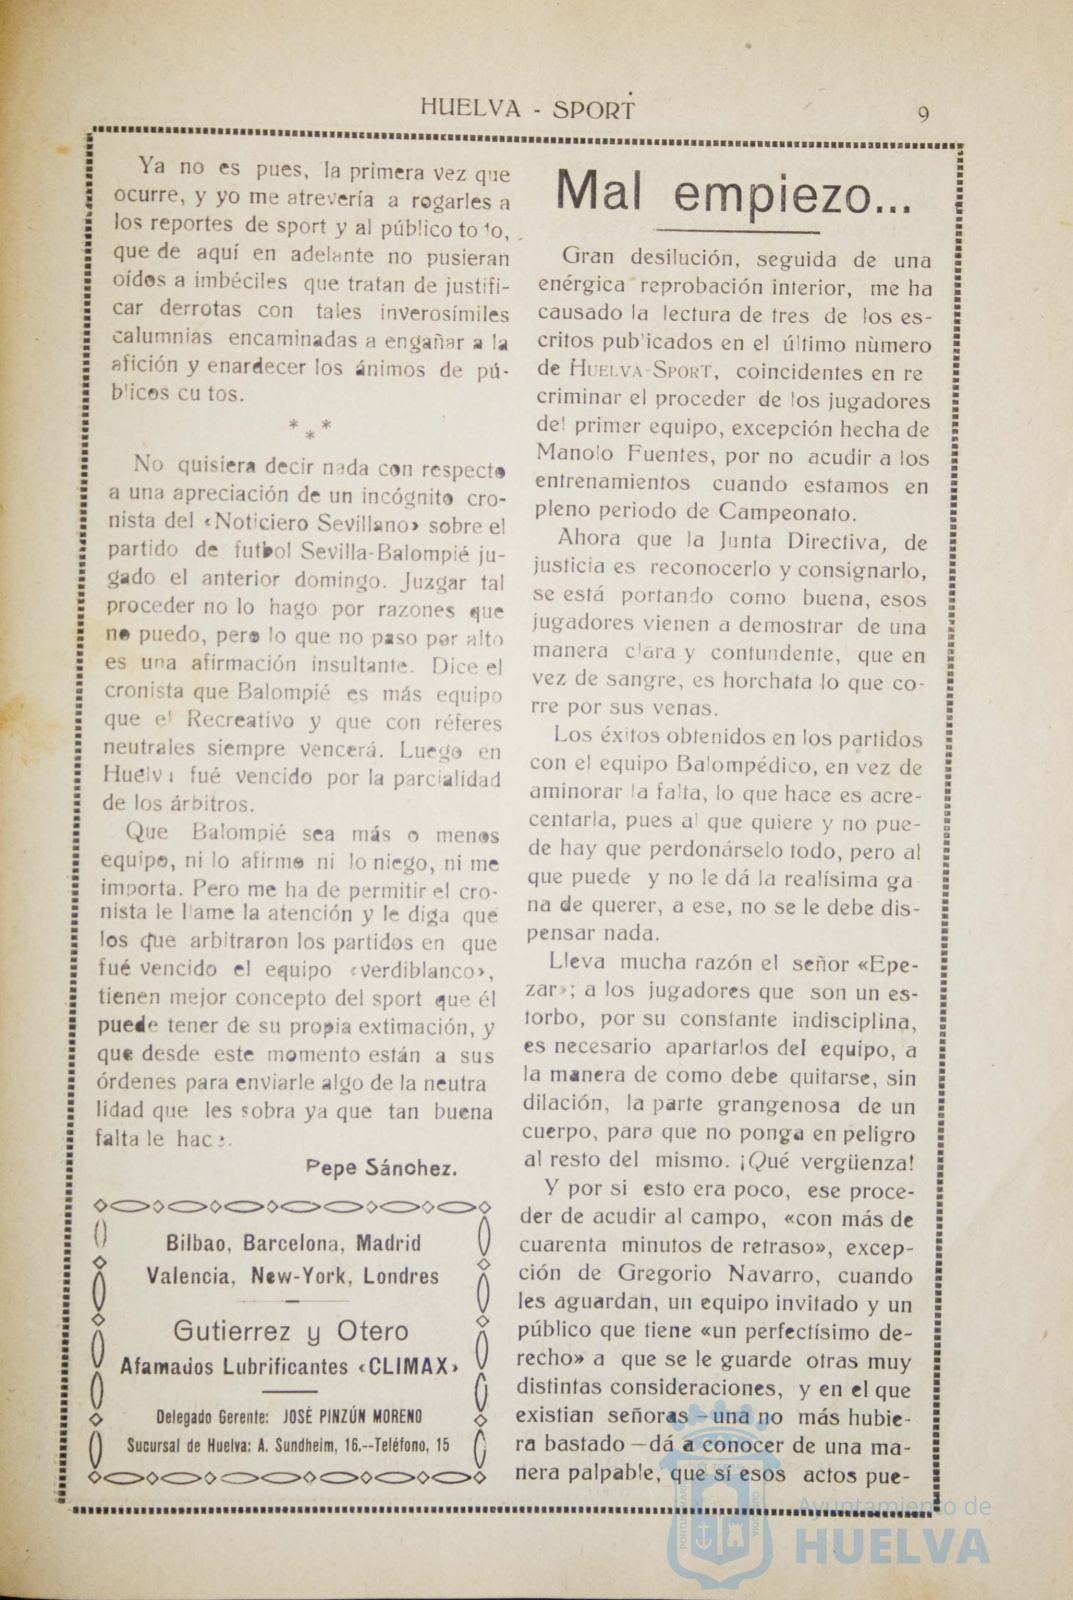 HUELVA - SPORT
9
Ya no es pues, la primera vez que
ocurre, y yo me atrevería a rogarles a
los reportes de sport y al público to lo,
que de aquí en adelante no pusieran
oídos a imbéciles que tratan de justifi-
car derrotas con tales inverosímiles
calumnias encaminadas a engañar a la
afición y enardecer los ánimos de pú-
blicos cu tos.
* * *
No quisiera decir nada con respecto
a una apreciación de un incógnito cro-
nista del «Noticiero Sevillano» sobre el
partido de futbol Sevilla-Balompié ju-
gado el anterior domingo. Juzgar tal
proceder no lo hago por razones que
no puedo, pero lo que no paso por alto
es una afirmación insultante. Dice el
cronista que Balompié es más equipo
que el Recreativo y que con réferes
neutrales siempre vencerá. Luego en
Huelva fué vencido por la parcialidad
de los árbitros.
Que Balompié sea más o menos
equipo, ni lo afirmo ni lo niego, ni me
importa. Pero me ha de permitir el cro-
nista le llame la atención y le diga que
los que arbitraron los partidos en que
fué vencido el equipo «verdiblanco»,
tienen mejor concepto del sport que él
puede tener de su propia extimación, y
que desde este momento están a sus
órdenes para enviarle algo de la neutra
lidad que les sobra ya que tan buena
falta le hace.
Pepe Sánchez.
Bilbao, Barcelona, Madrid
Valencia, New-York, Londres
Gutierrez y Otero
Afamados Lubrificantes «CLIMAX»
Delegado Gerente: JOSÉ PINZÚN MORENO
Sucursal de Huelva: A. Sundheim, 16.--Teléfono, 15
Mal empiezo...
Gran desilución, seguida de una
enérgica reprobación interior, me ha
causado la lectura de tres de los es-
critos publicados en el último nùmero
de HUELVA-SPORT, coincidentes en re
criminar el proceder de los jugadores
del primer equipo, excepción hecha de
Manolo Fuentes, por no acudir a los
entrenamientos cuando estamos en
pleno periodo de Campeonato.
Ahora que la Junta Directiva, de
justicia es reconocerlo y consignarlo,
se está portando como buena, esos
jugadores vienen a demostrar de una
manera clara y contundente, que en
vez de sangre, es horchata lo que co-
rre por sus venas.
Los éxitos obtenidos en los partidos
con el equipo Balompédico, en vez de
aminorar la falta, lo que hace es acre-
centarla, pues al que quiere y no pue-
de hay que perdonárselo todo, pero al
que puede y no le dá la realísima ga
na de querer, a ese, no se le debe dis-
pensar nada.
Lleva mucha razón el señor «Epe-
zar»; a los jugadores que son un es-
torbo, por su constante indisciplina,
es necesario apartarlos del equipo, a
la manera de como debe quitarse, sin
dilación, la parte grangenosa de un
cuerpo, para que no ponga en peligro
al resto del mismo. ¡Qué vergüenza!
Y por si esto era poco, ese proce-
der de acudir al campo, «con más de
cuarenta minutos de retraso», excep-
ción de Gregorio Navarro, cuando
les aguardan, un equipo invitado y un
público que tiene «un perfectísimo de-
recho» a que se le guarde otras muy
distintas consideraciones, y en el que
existian señoras —una no más hubie-
ra bastado —dá a conocer de una ma-
nera palpable, que sí esos actos pue-
Ayuntamiento de
HUELVA